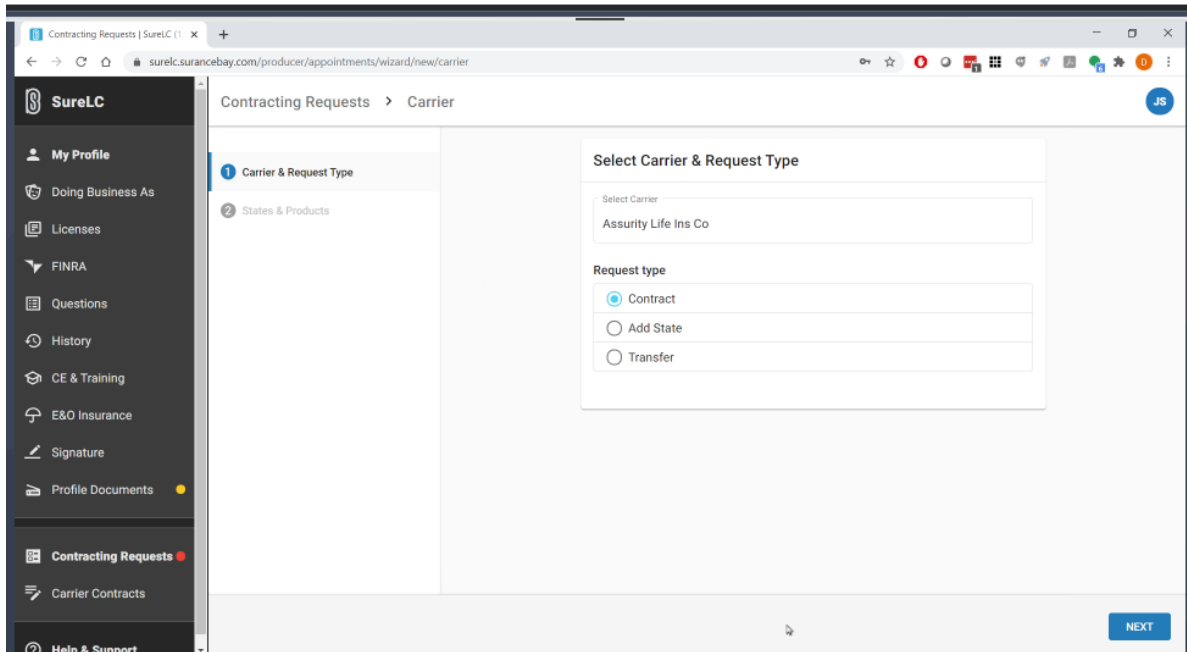 Contracting Requests | SureLC (1.
surelc.surancebay.com/producer/appointments/wizard/new/carrier
SureLC
Contracting Requests > Carrier
JS
My Profile
Doing Business As
Licenses
FINRA
Questions
History
CE & Training
E&O Insurance
Signature
Profile Documents
Contracting Requests
Carrier Contracts
Help & Support
1 Carrier & Request Type
2 States & Products
Select Carrier & Request Type
Select Carrier
Assurity Life Ins Co
Request type
Contract
Add State
Transfer
NEXT
D
1
6